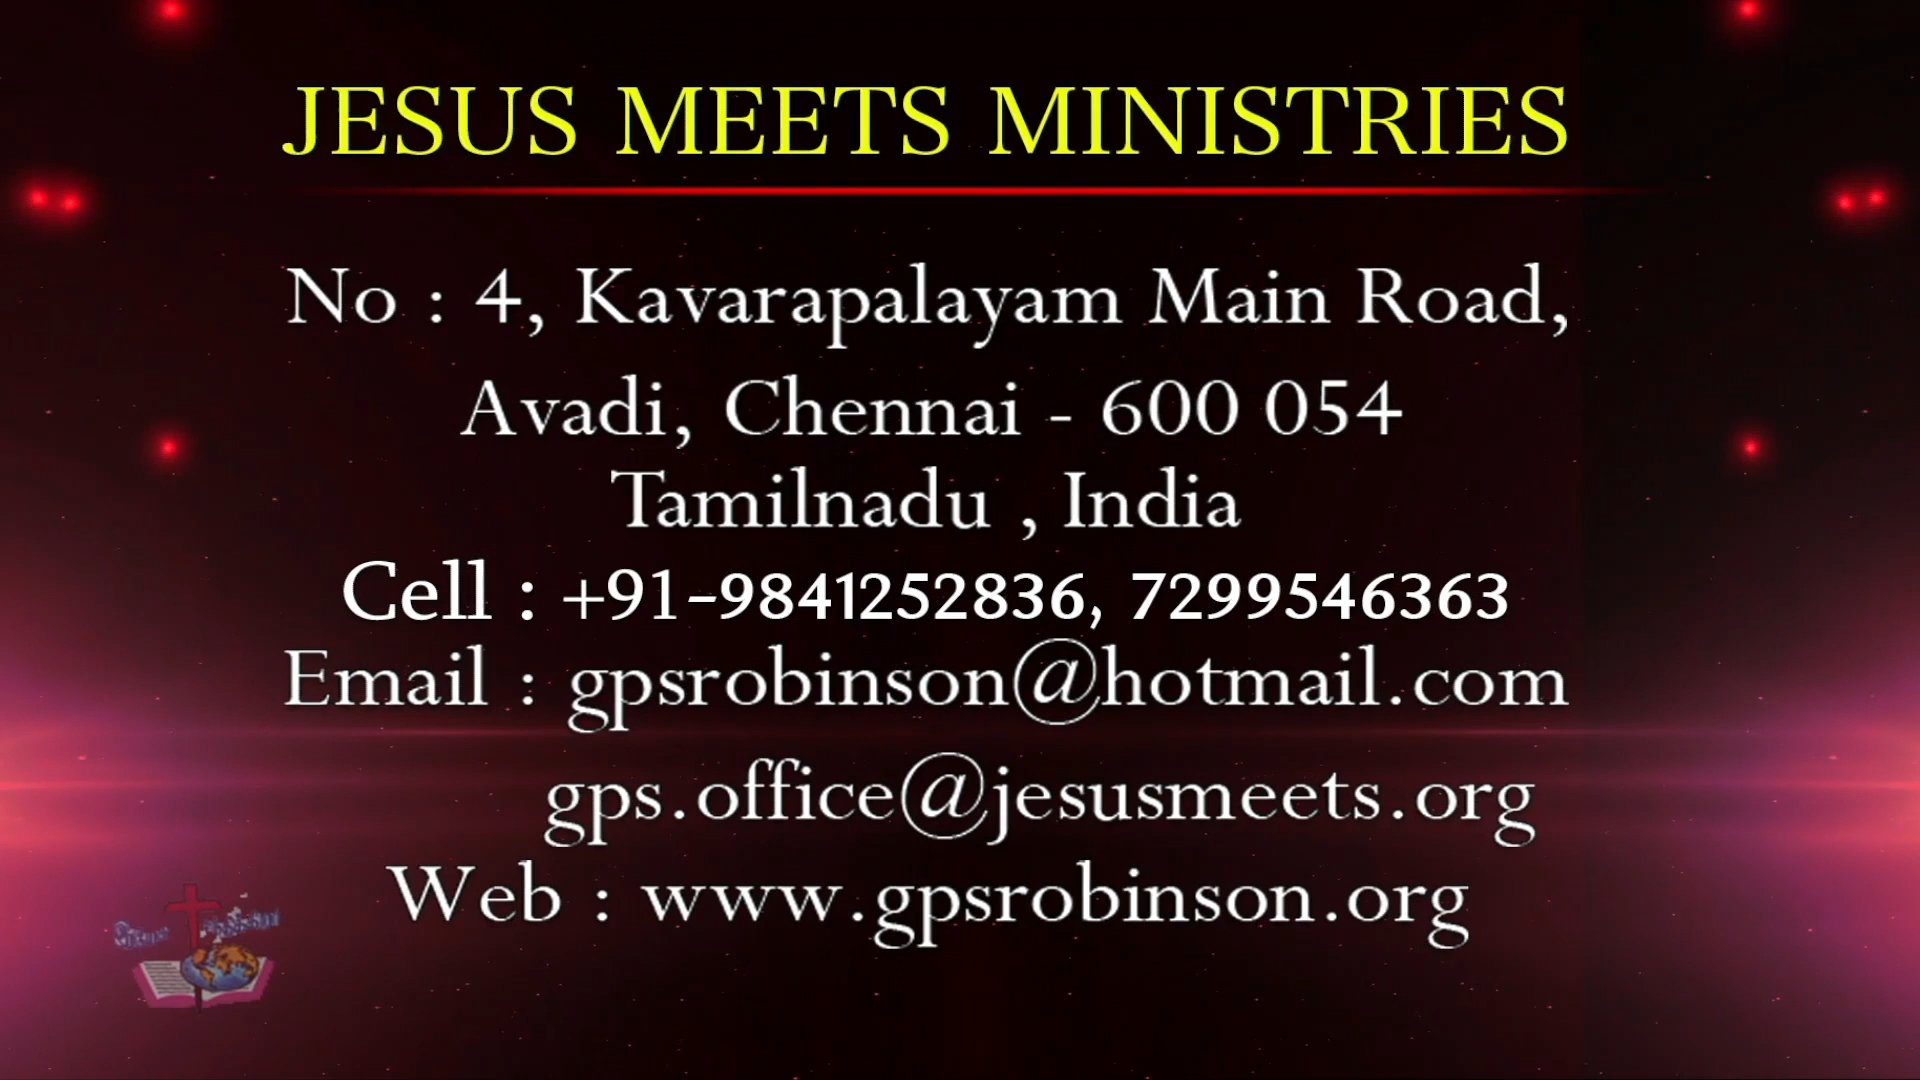 JESUS MEETS MINISTRIES
No : 4, Kavarapalayam Main Road,
Avadi, Chennai - 600 054
Tamilnadu , India
Cell : +91-9841252836, 7299546363
Email : gpsrobinson@hotmail.com
gps.office@jesusmeets.org
Web : www.gpsrobinson.org